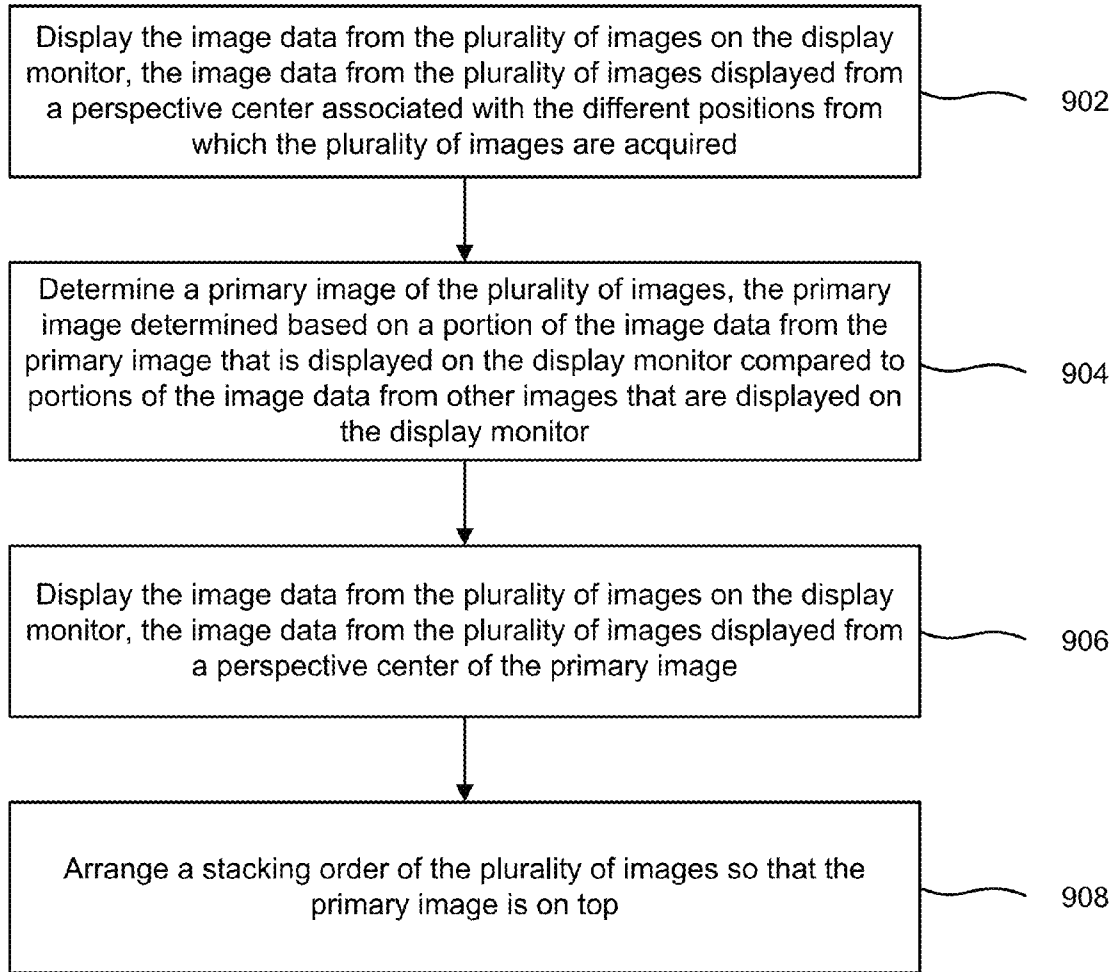 Display the image data from the plurality of images on the display
monitor, the image data from the plurality of images displayed from
a perspective center associated with the different positions from
which the plurality of images are acquired
902
Determine a primary image of the plurality of images, the primary
image determined based on a portion of the image data from the
primary image that is displayed on the display monitor compared to
portions of the image data from other images that are displayed on
the display monitor
904
Display the image data from the plurality of images on the display
monitor, the image data from the plurality of images displayed from
a perspective center of the primary image
906
Arrange a stacking order of the plurality of images so that the
primary image is on top
908